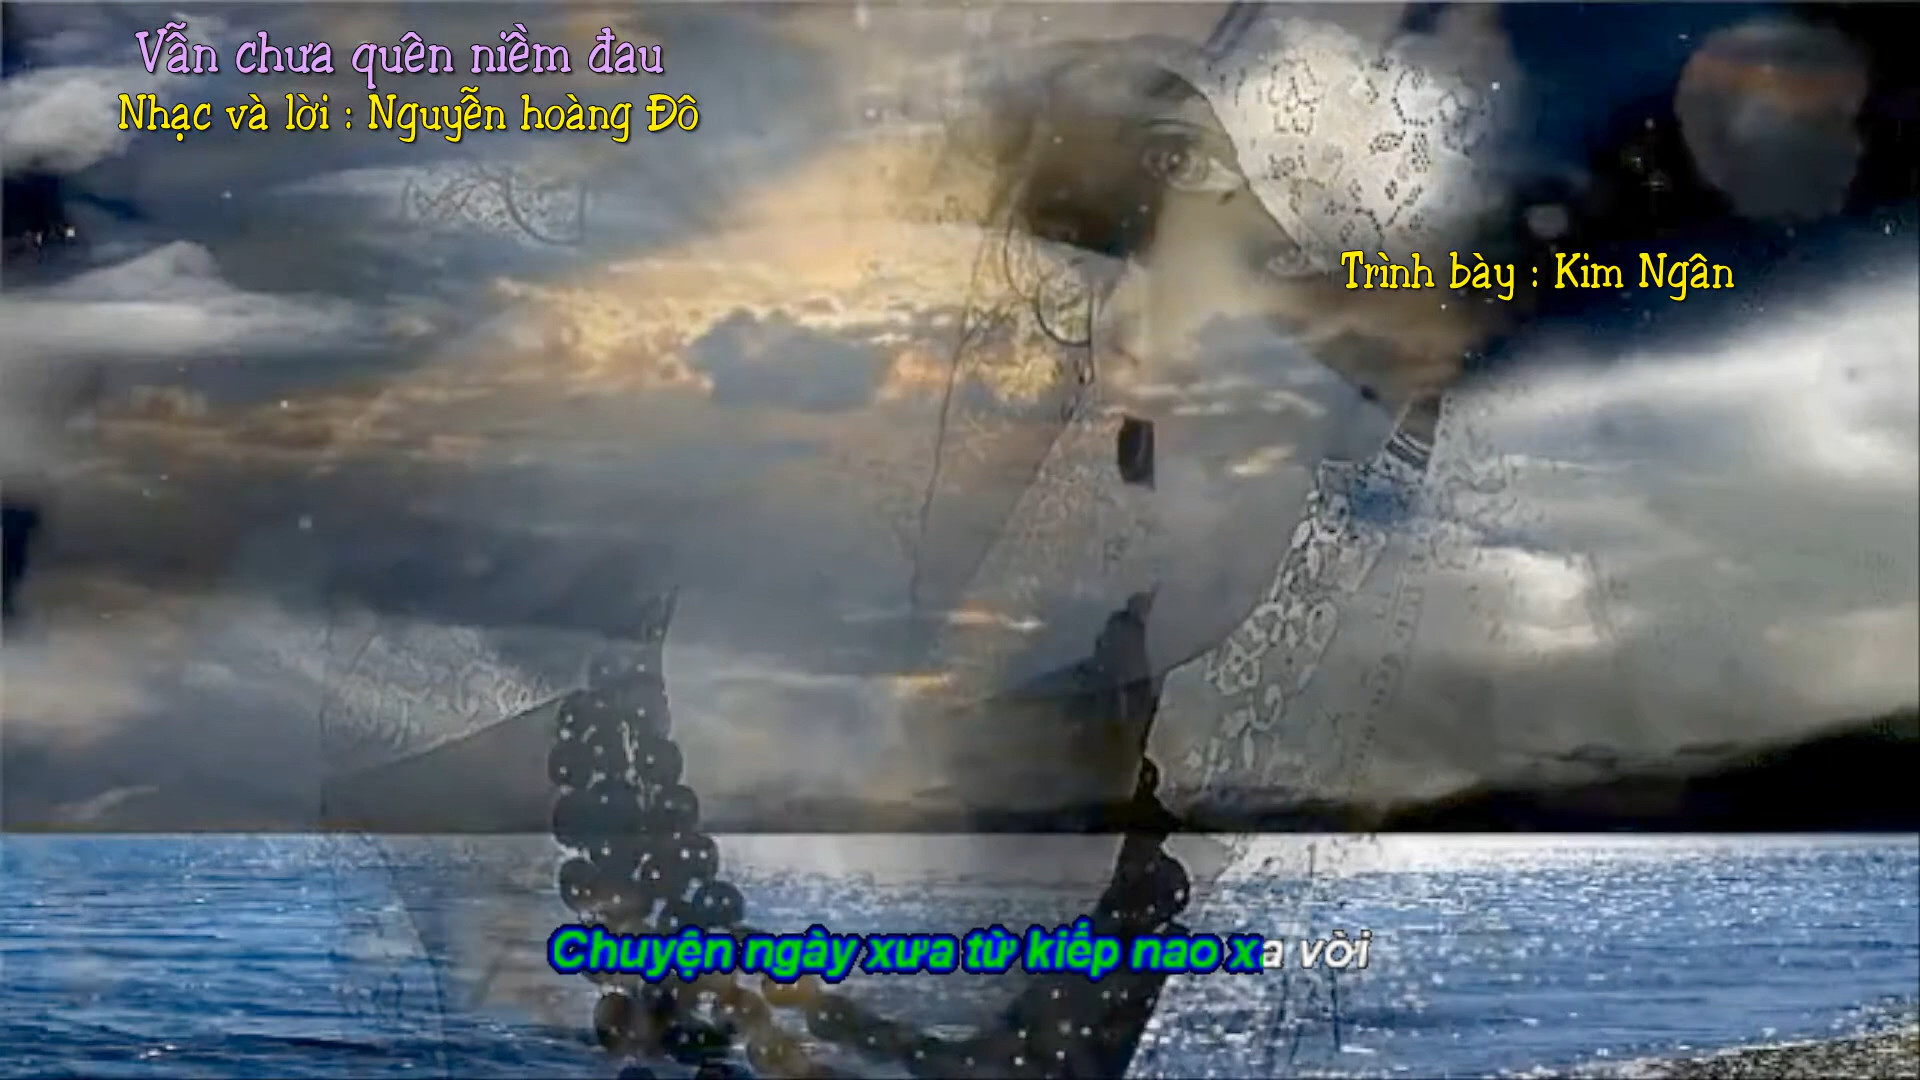 Vẫn chưa quên niềm đau
Nhạc và lời : Nguyễn hoàng Đô
Trình bày : Kim Ngân
Chuyện ngày xưa từ kiếp nao xa vời